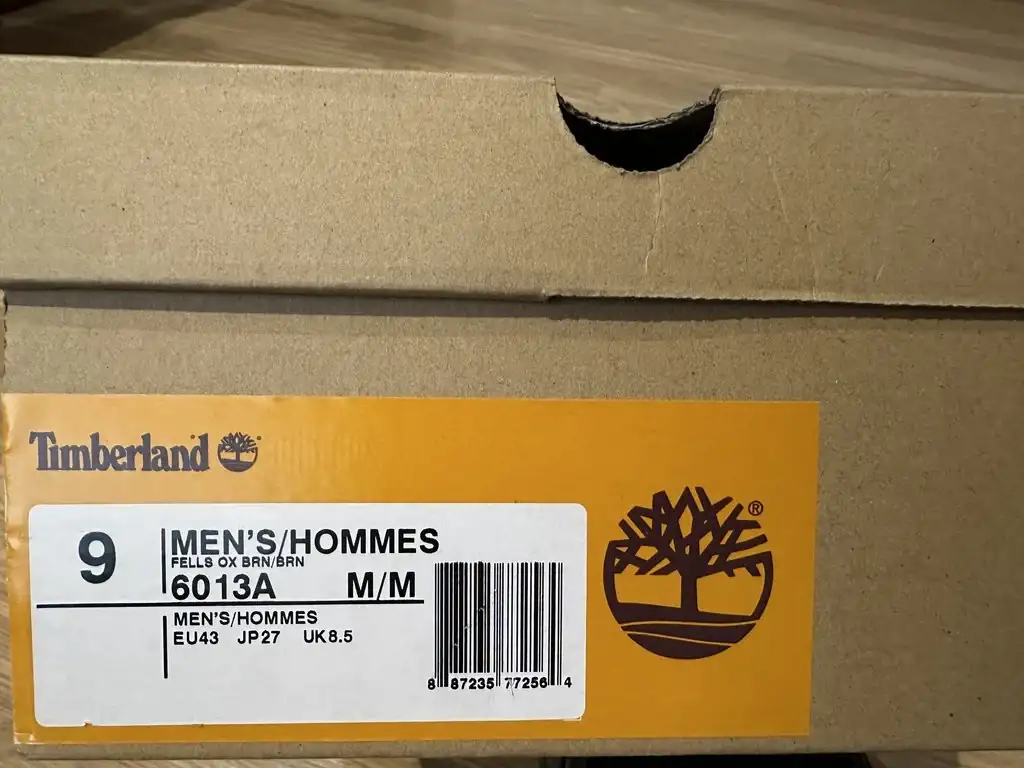 Timberland
®
9
MEN'S/HOMMES
FELLS OX BRN/BRN
6013A M/M
MEN'S/HOMMES
EU43 JP27 UK8.5
8 87235 77256 4